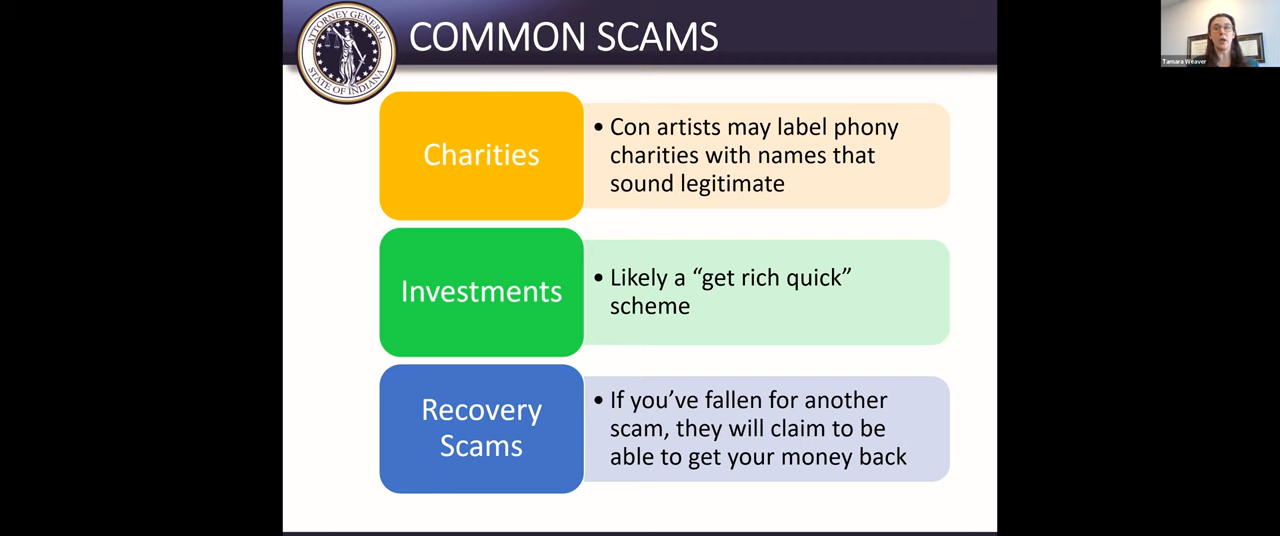 ATTORNEY GENERAL
STATE OF INDIANA
COMMON SCAMS
Tamara Weaver
Charities
• Con artists may label phony
charities with names that
sound legitimate
Investments
• Likely a “get rich quick”
scheme
Recovery
Scams
• If you’ve fallen for another
scam, they will claim to be
able to get your money back